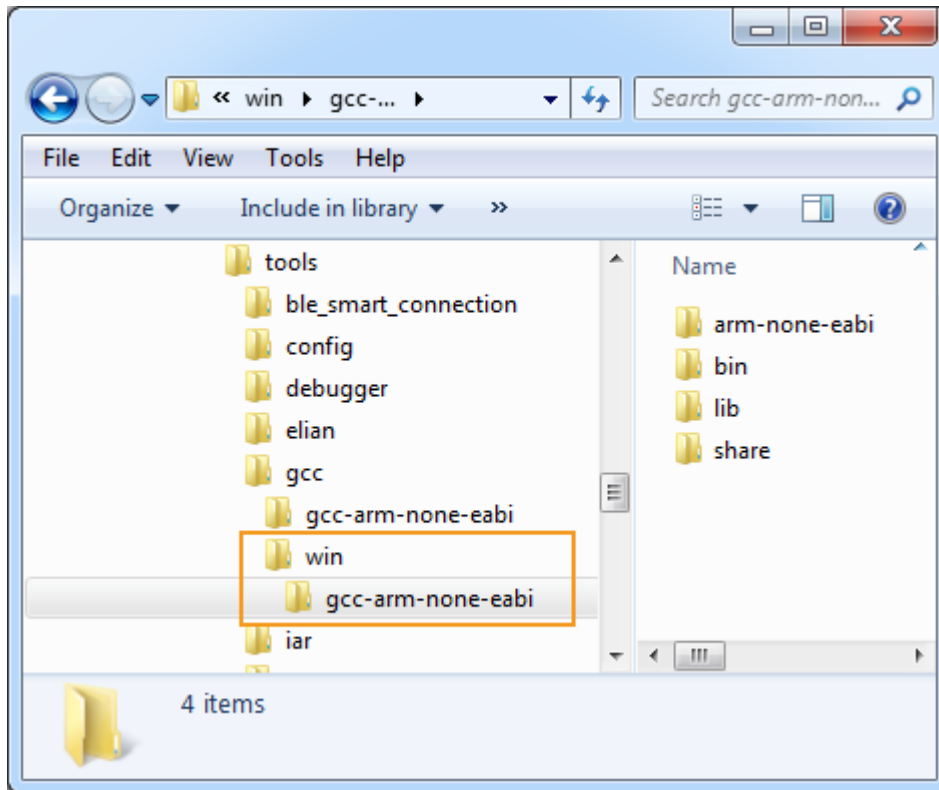 « win gcc-...
Search gcc-arm-non...
File Edit View Tools Help
Organize Include in library »
tools
ble_smart_connection
config
debugger
elian
gcc
gcc-arm-none-eabi
win
gcc-arm-none-eabi
iar
Name
arm-none-eabi
bin
lib
share
4 items